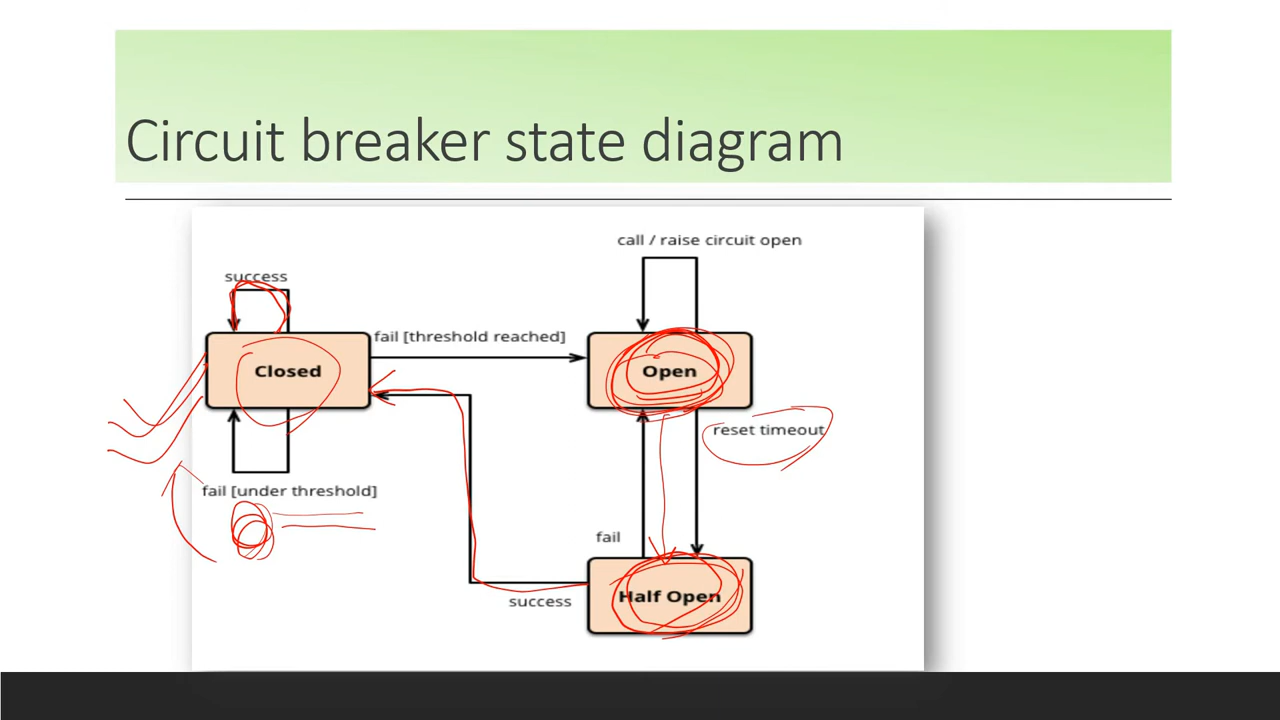 Circuit breaker state diagram
call / raise circuit open
success
fail [threshold reached]
Closed
Open
reset timeout
fail [under threshold]
fail
Half Open
success